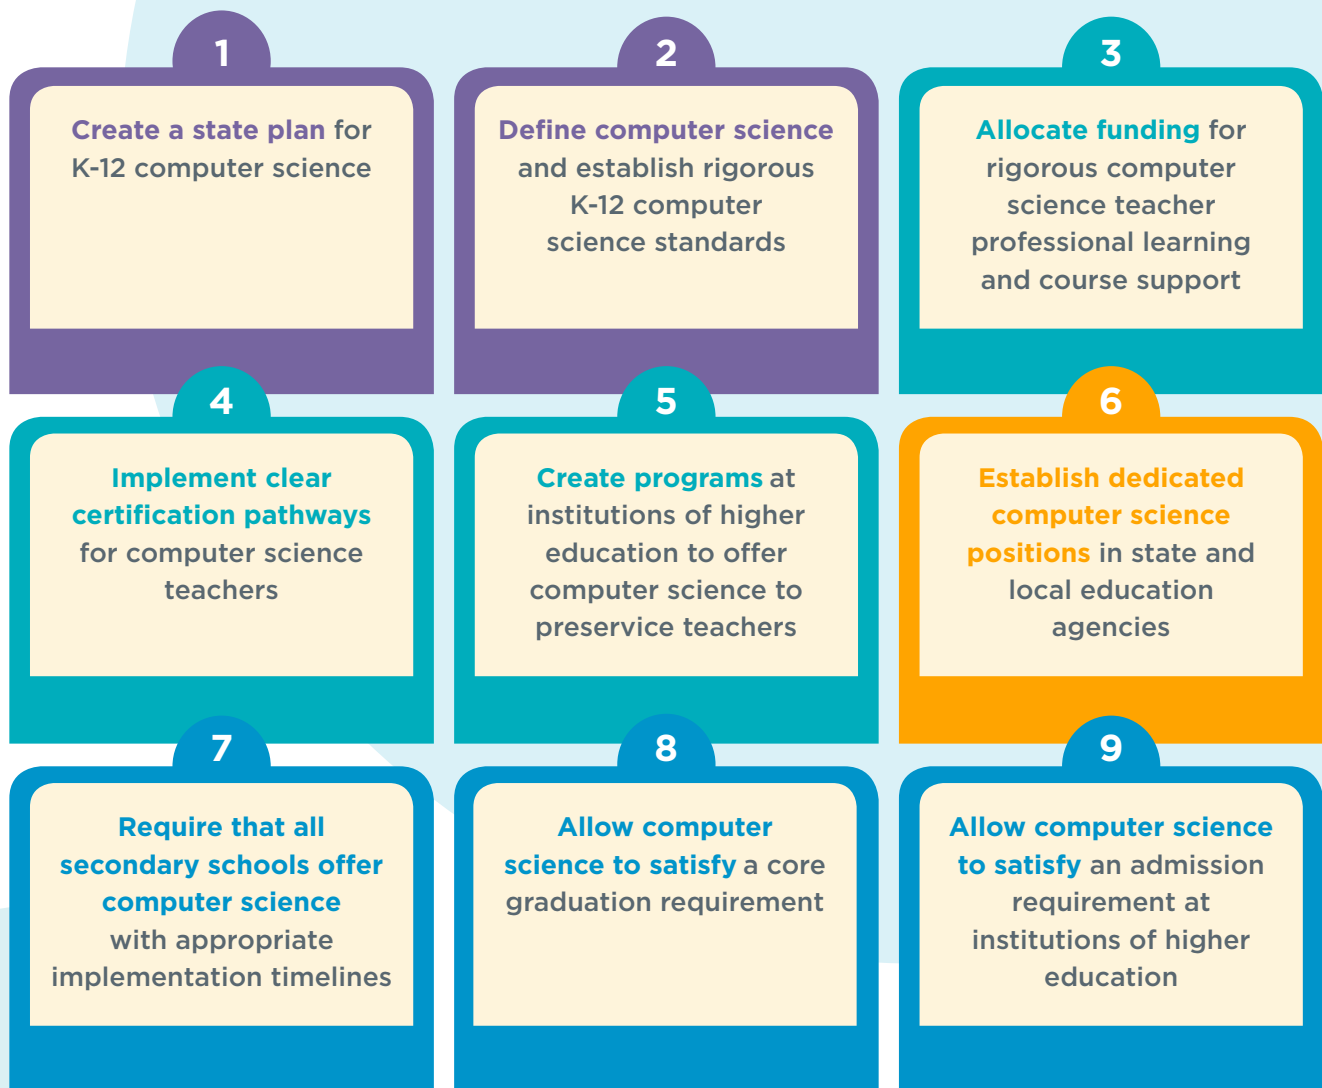 1
Create a state plan for
K-12 computer science
2
Define computer science
and establish rigorous
K-12 computer
science standards
3
Allocate funding for
rigorous computer
science teacher
professional learning
and course support
4
Implement clear
certification pathways
for computer science
teachers
5
Create programs at
institutions of higher
education to offer
computer science to
preservice teachers
6
Establish dedicated
computer science
positions in state and
local education
agencies
7
Require that all
secondary schools offer
computer science
with appropriate
implementation timelines
8
Allow computer
science to satisfy a core
graduation requirement
9
Allow computer science
to satisfy an admission
requirement at
institutions of higher
education